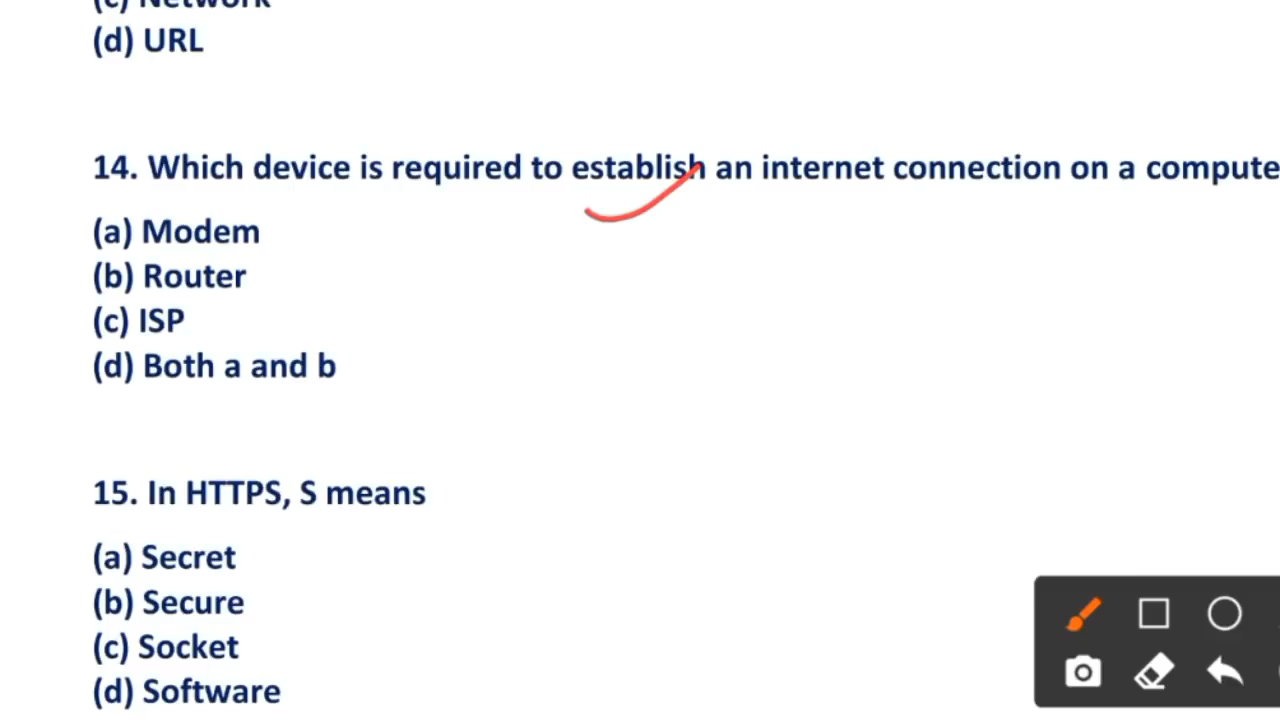 (c) Network
(d) URL
14. Which device is required to establish an internet connection on a compute
(a) Modem
(b) Router
(c) ISP
(d) Both a and b
15. In HTTPS, S means
(a) Secret
(b) Secure
(c) Socket
(d) Software